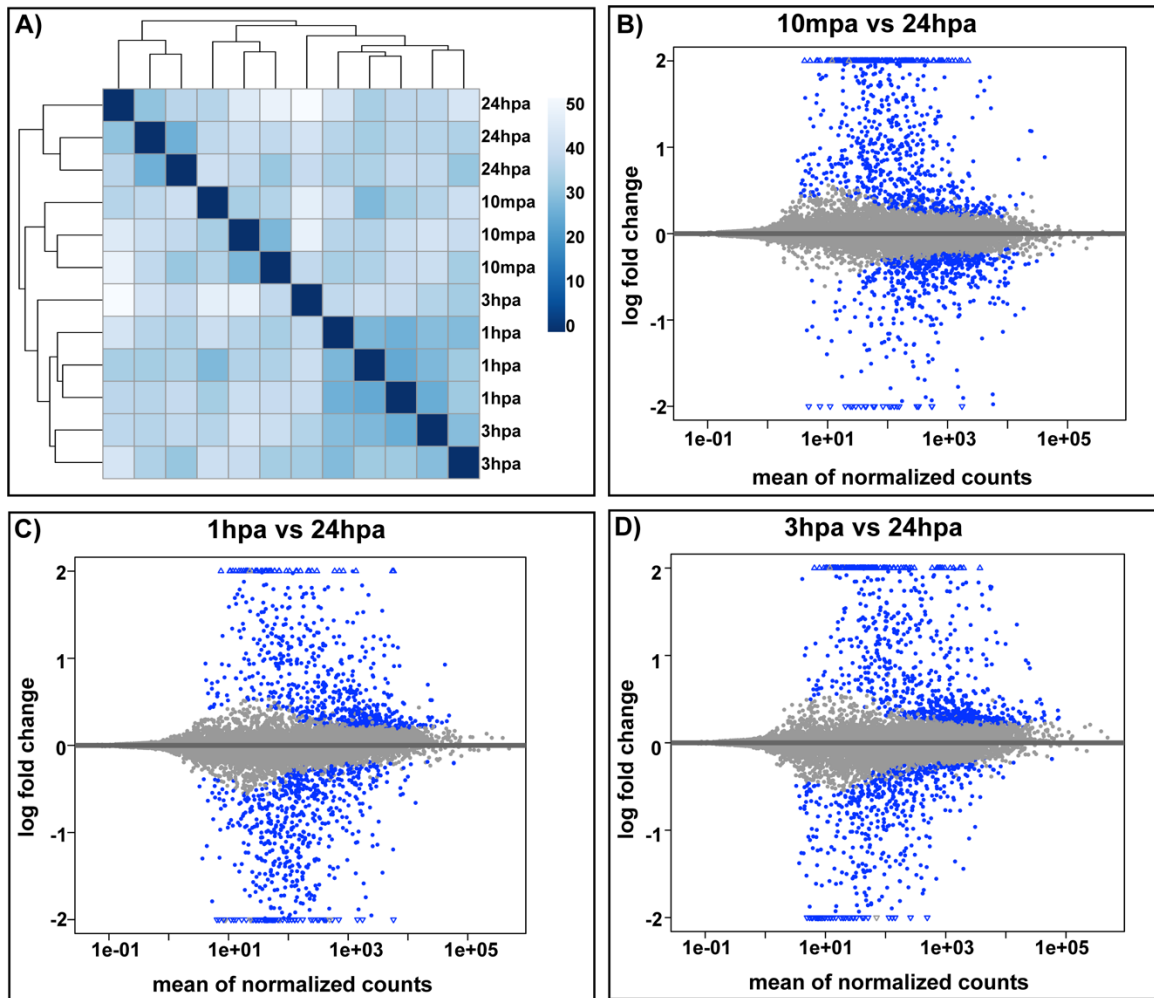 A)
24hpa
24hpa
24hpa
10mpa
10mpa
10mpa
3hpa
1hpa
1hpa
1hpa
3hpa
3hpa
50
40
30
20
10
0
B)
10mpa vs 24hpa
log fold change
2
1
0
-1
-2
1e-01
1e+01
1e+03
1e+05
mean of normalized counts
C)
1hpa vs 24hpa
log fold change
2
1
0
-1
-2
1e-01
1e+01
1e+03
1e+05
mean of normalized counts
D)
3hpa vs 24hpa
log fold change
2
1
0
-1
-2
1e-01
1e+01
1e+03
1e+05
mean of normalized counts